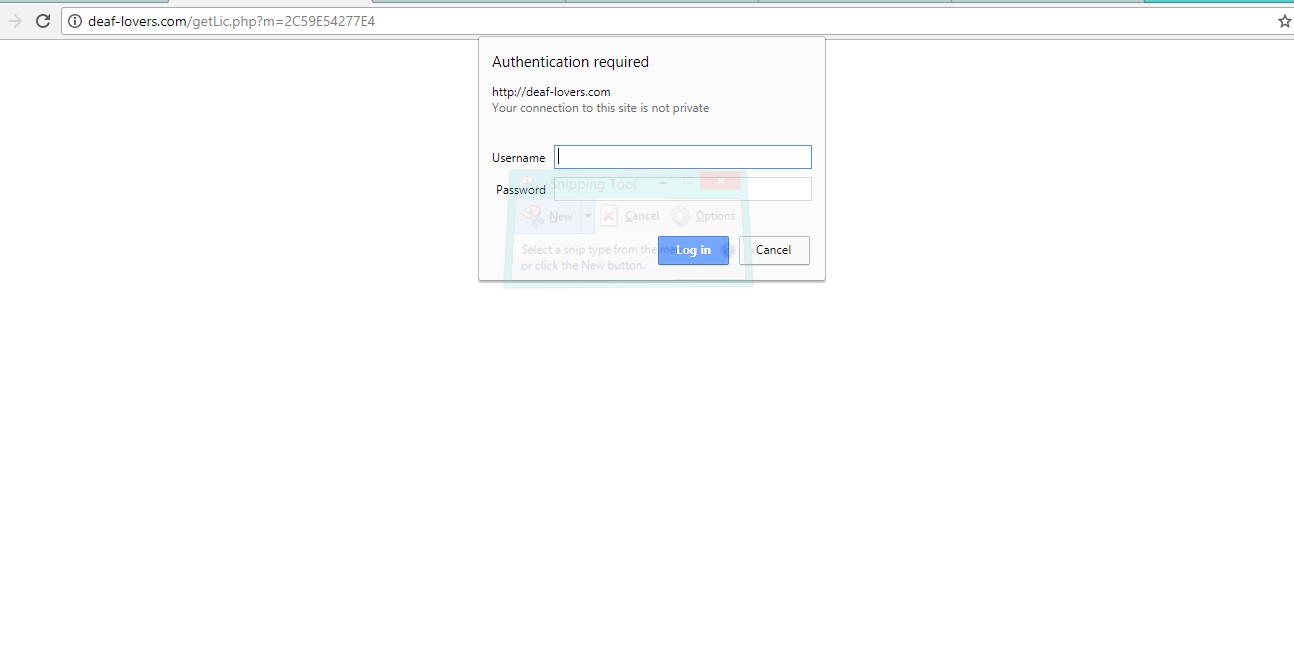 deaf-lovers.com/getLic.php?m=2C59E54277E4
Authentication required
http://deaf-lovers.com
Your connection to this site is not private
Username
Password
Snipping Tool
New
Cancel
Options
Select a snip type from the me
or click the New button.
Log in
Cancel